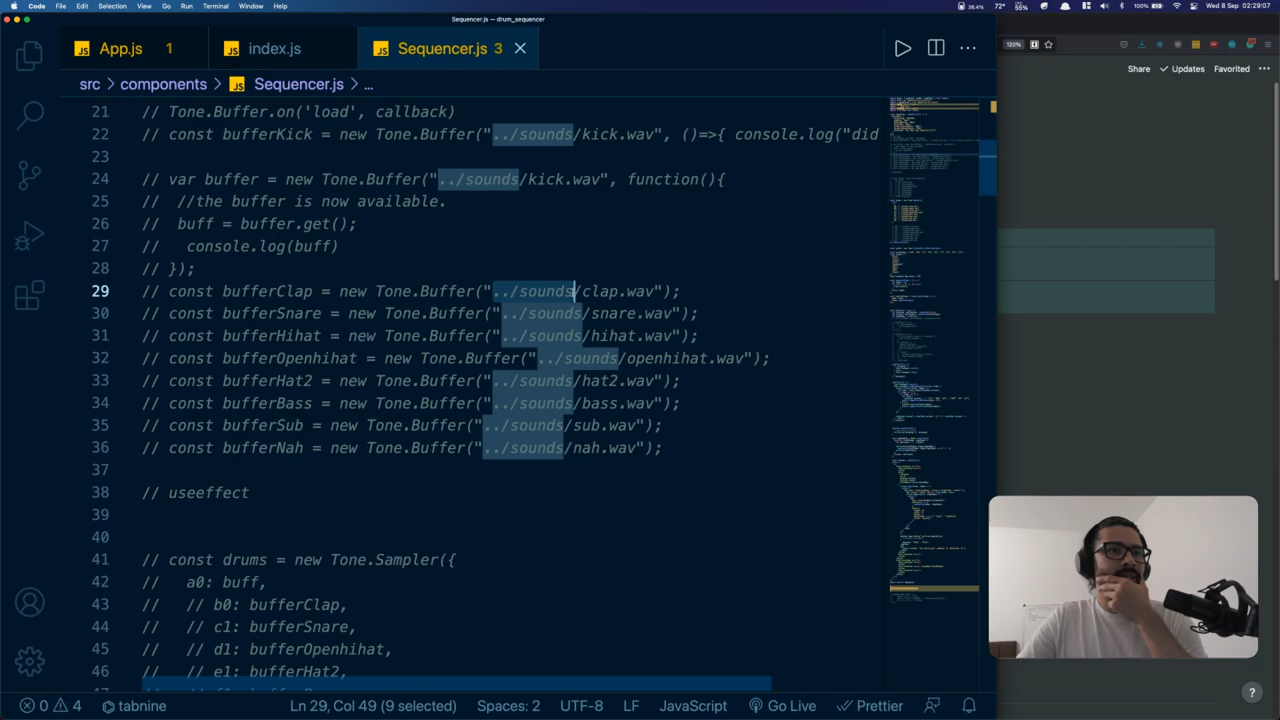 Code File Edit Selection View Go Run Terminal Window Help
36.4% 72° 55% 100% Wed 8 Sep 02:29:07
Sequencer.js — drum_sequencer
App.js 1 index.js Sequencer.js 3
120%
src > components > Sequencer.js > ...
Share Updates Favorited
21 // Tone.Buffer.on('load', callback)
22 // const bufferKick = new Tone.Buffer("../sounds/kick.wav", ()=>{ console.log("did
23
24 // var buffer = new Tone.Buffer("../sounds/kick.wav", function(){
25 // //the buffer is now available.
26 // buff = buffer.get();
27 // console.log(buff)
28 // });
29 // const bufferClap = new Tone.Buffer("../sounds/clap.wav");
30 // const bufferSnare = new Tone.Buffer("../sounds/snare.wav");
31 // const bufferHihat = new Tone.Buffer("../sounds/hihat.wav");
32 // const bufferOpenhihat = new Tone.Buffer("../sounds/openhihat.wav);
33 // const bufferHat2 = new Tone.Buffer("../sounds/hat2.wav");
34 // const bufferBass = new Tone.Buffer("../sounds/bass.wav");
35 // const bufferSub = new Tone.Buffer("../sounds/sub.wav");
36 // const bufferNah = new Tone.Buffer("../sounds/nah.wav");
37
38 // useeffect
39
40
41 // const drums = new Tone.Sampler({
42 // a0: buff,
43 // // b0: bufferClap,
44 // // c1: bufferSnare,
45 // // d1: bufferOpenhihat,
46 // // e1: bufferHat2,
0 4 tabnine Ln 29, Col 49 (9 selected) Spaces: 2 UTF-8 LF JavaScript Go Live Prettier
?